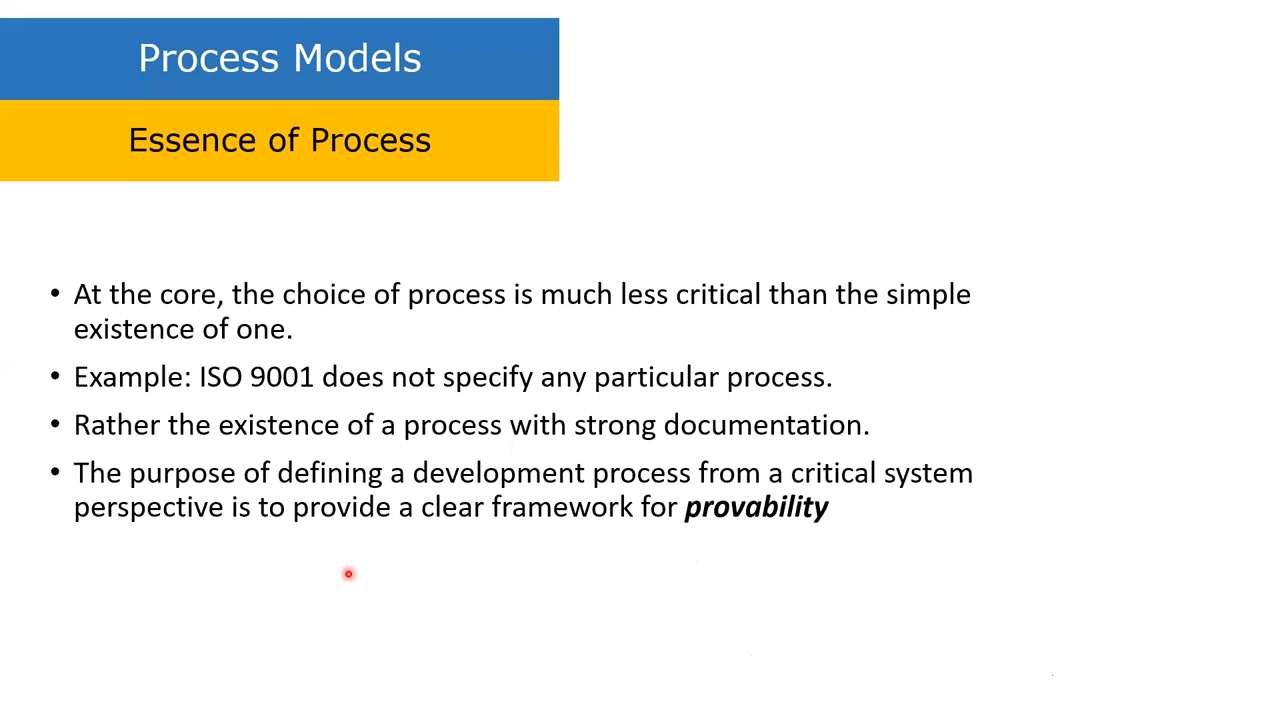 Process Models
Essence of Process
• At the core, the choice of process is much less critical than the simple
existence of one.
• Example: ISO 9001 does not specify any particular process.
• Rather the existence of a process with strong documentation.
• The purpose of defining a development process from a critical system
perspective is to provide a clear framework for provability